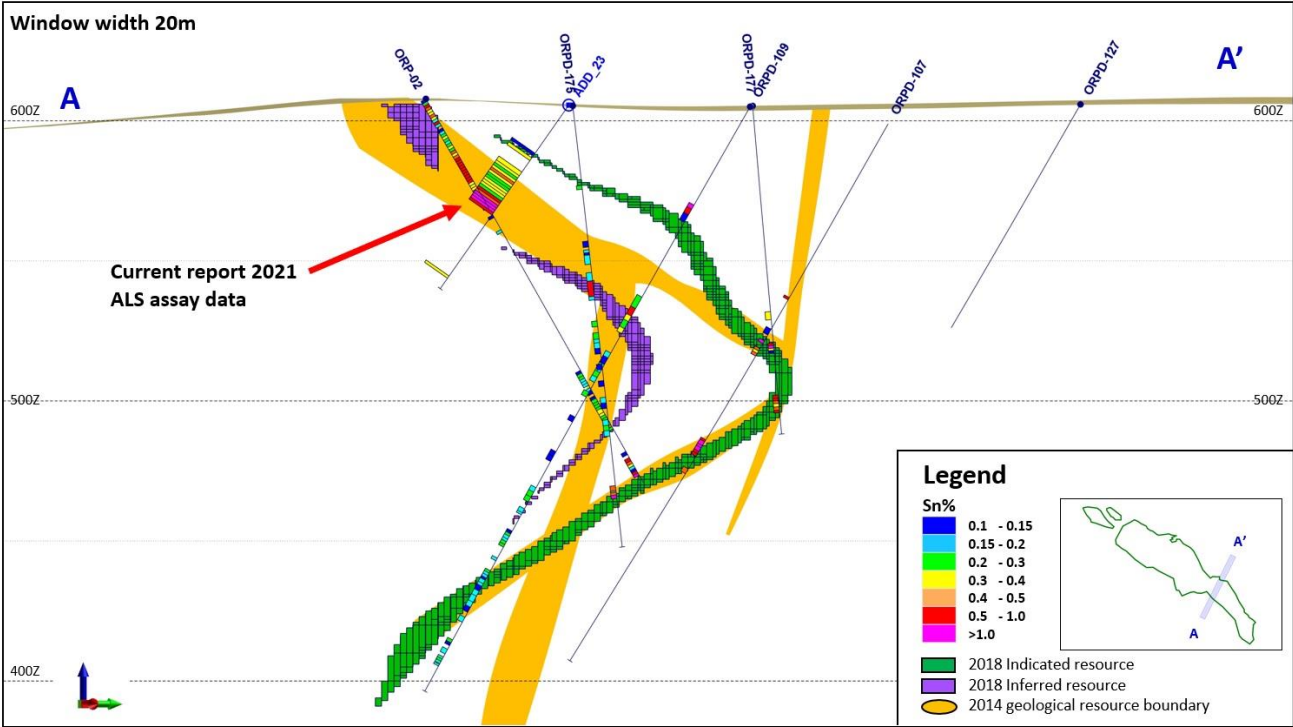 Window width 20m
A
A'
ORP-02
ORPD-175
ADD_23
ORPD-177
ORPD-109
ORPD-107
ORPD-127
600Z
600Z
Current report 2021
ALS assay data
500Z
500Z
400Z
Legend
Sn%
0.1 - 0.15
0.15 - 0.2
0.2 - 0.3
0.3 - 0.4
0.4 - 0.5
0.5 - 1.0
>1.0
A'
A
2018 Indicated resource
2018 Inferred resource
2014 geological resource boundary